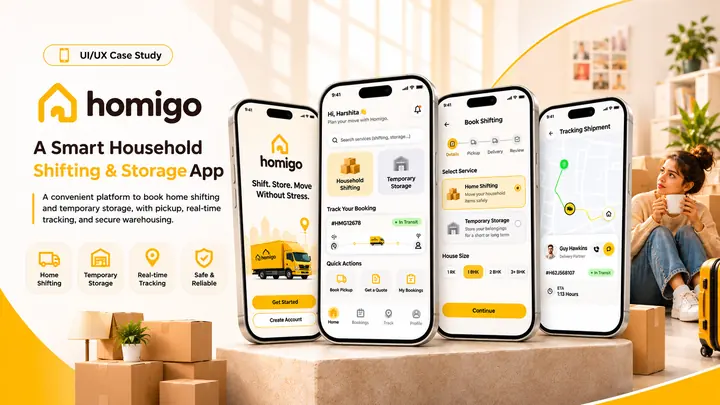 UI/UX Case Study
homigo
A Smart Household
Shifting & Storage App
A convenient platform to book home shifting
and temporary storage, with pickup, real-time
tracking, and secure warehousing.
Home
Shifting
Temporary
Storage
Real-time
Tracking
Safe &
Reliable
9:41
homigo
Shift. Store. Move
Without Stress.
homigo
Get Started
Create Account
9:41
Hi, Harshita 👋
Plan your move with Homigo.
Search services (shifting, storage...)
Household
Shifting
Temporary
Storage
Track Your Booking
#HMG12678
In Transit
Quick Actions
Book Pickup
Get a Quote
My Bookings
Home
Bookings
Track
Profile
9:41
Book Shifting
Details
Pickup
Delivery
Review
Select Service
Home Shifting
Move your household
items safely
Temporary Storage
Store your belongings
for a short or long term
House Size
1 RK
1 BHK
2 BHK
3+ BHK
Continue
9:41
Tracking Shipment
Guy Hawkins
Delivery Partner
#H62J568107
In Transit
ETA
1:13 Hours